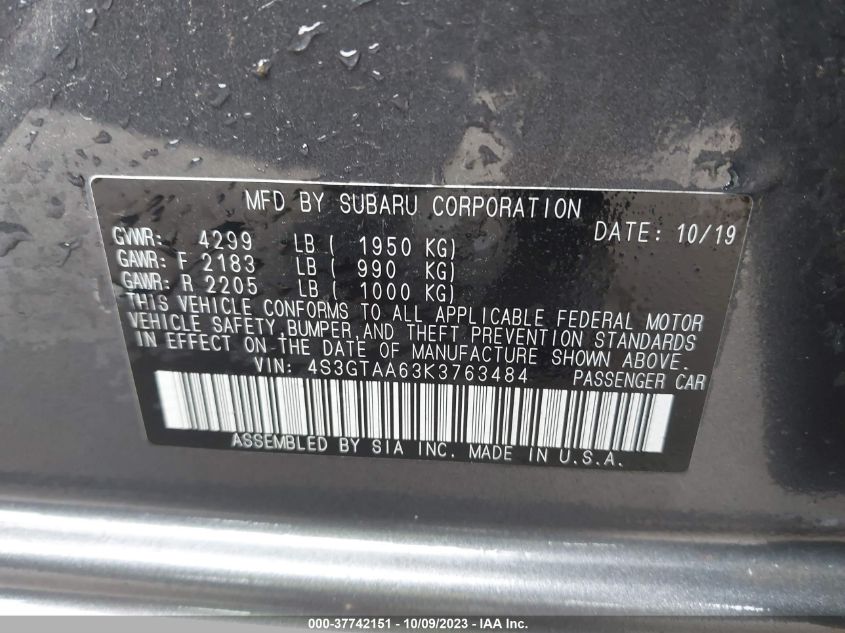 MFD BY SUBARU CORPORATION
GVWR: 4299 LB ( 1950 KG) DATE: 10/19
GAWR: F 2183 LB ( 990 KG)
GAWR: R 2205 LB ( 1000 KG)
THIS VEHICLE CONFORMS TO ALL APPLICABLE FEDERAL MOTOR
VEHICLE SAFETY, BUMPER, AND THEFT PREVENTION STANDARDS
IN EFFECT ON THE DATE OF MANUFACTURE SHOWN ABOVE.
VIN: 4S3GTAA63K3763484 PASSENGER CAR
ASSEMBLED BY SIA INC. MADE IN U.S.A.
000-37742151 - 10/09/2023 - IAA Inc.